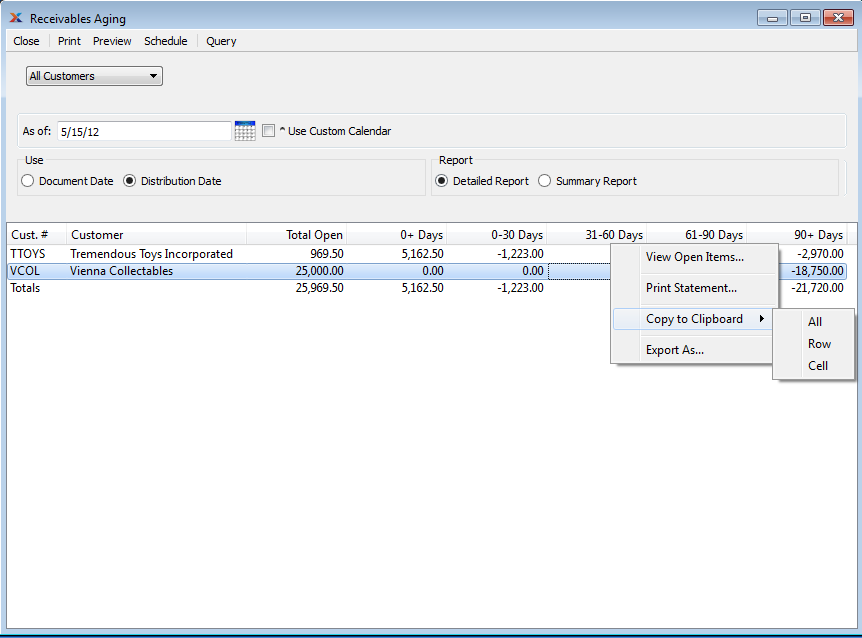 Receivables Aging
Close Print Preview Schedule Query
All Customers
As of: 5/15/12 ^ Use Custom Calendar
Use Report
Document Date Distribution Date Detailed Report Summary Report
Cust. # Customer Total Open 0+ Days 0-30 Days 31-60 Days 61-90 Days 90+ Days
TTOYS Tremendous Toys Incorporated 969.50 5,162.50 -1,223.00 -2,970.00
VCOL Vienna Collectables 25,000.00 0.00 0.00 -18,750.00
Totals 25,969.50 5,162.50 -1,223.00 -21,720.00
View Open Items...
Print Statement...
Copy to Clipboard
Export As...
All
Row
Cell